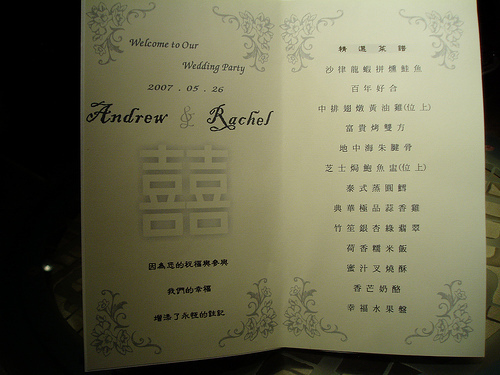 Welcome to Our
Wedding Party
2007 . 05 . 26
Andrew & Rachel
囍
因為您的祝福與參與
我們的幸福
增添了永恆的註記
精選菜譜
沙律龍蝦拼燻鮭魚
百年好合
中排翅燉黃油雞(位上)
富貴烤雙方
地中海朱腱骨
芝士焗鮑魚雷(位上)
泰式蒸圓鱈
典華極品蒜香雞
竹笙銀杏綠翡翠
荷香糯米飯
蜜汁叉燒酥
香芒奶酪
幸福水果盤